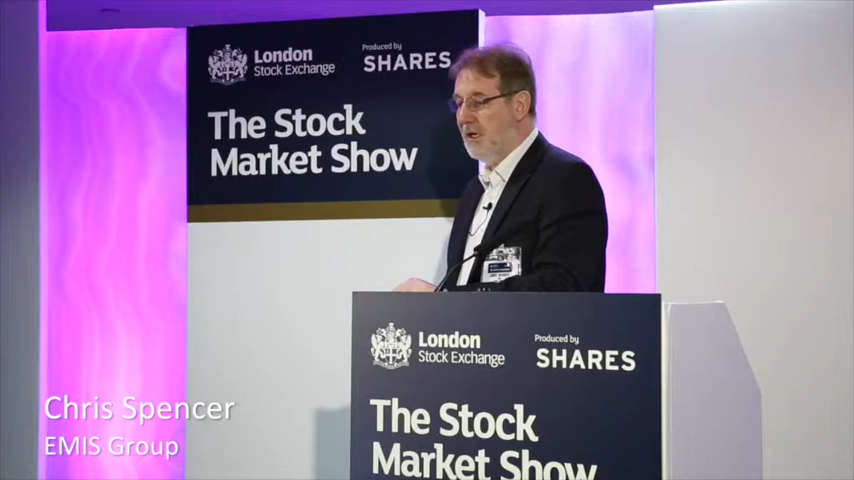 London
Stock Exchange
Produced by
SHARES
The Stock
Market Show
London
Stock Exchange
Produced by
SHARES
The Stock
Market Show
Chris Spencer
EMIS Group